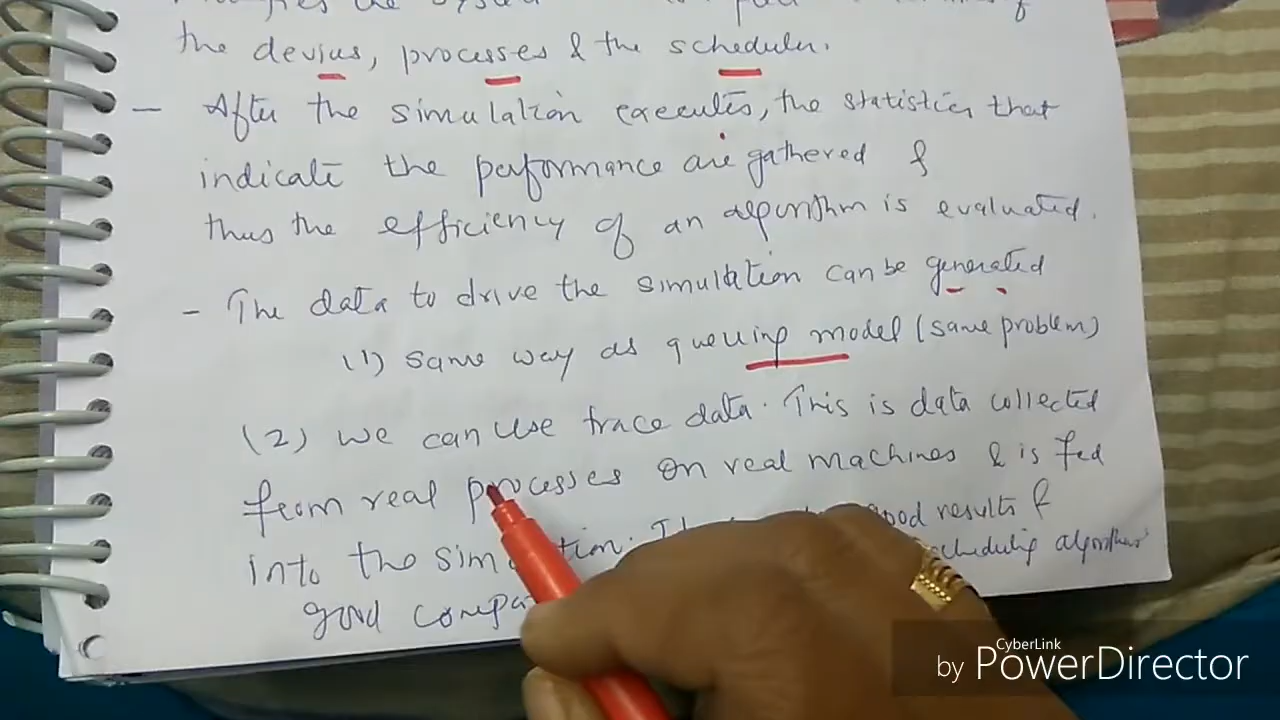 the devices, processes & the scheduler.
- After the simulation executes, the statistics that
indicate the performance are gathered &
thus the efficiency of an algorithm is evaluated.
- The data to drive the simulation can be generated
(1) same way as queuing model (same problem)
(2) we can use trace data. This is data collected
from real processes on real machines & is fed
into the good results &
good scheduling algorithms
CyberLink
by PowerDirector